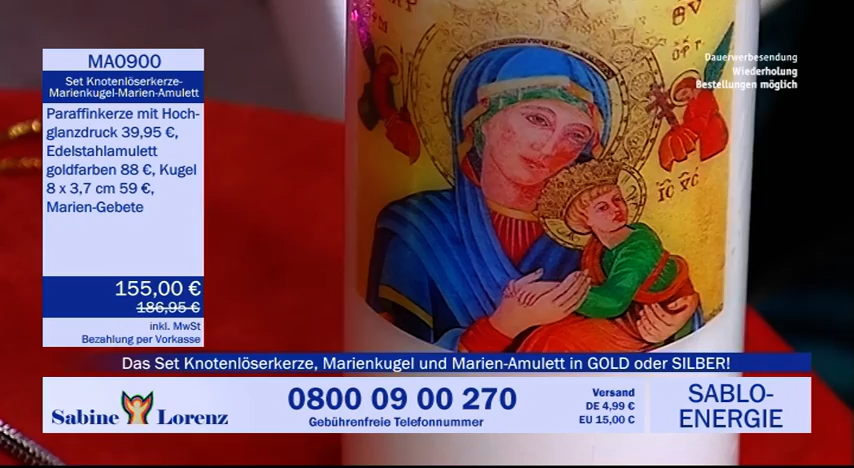 MA0900
Set Knotenlöserkerze-
Marienkugel-Marien-Amulett
Paraffinkerze mit Hoch-
glanzdruck 39,95 €,
Edelstahlamulett
goldfarben 88 €, Kugel
8 x 3,7 cm 59 €,
Marien-Gebete
155,00 €
186,95 €
inkl. MwSt
Bezahlung per Vorkasse
Dauerwerbesendung
Wiederholung
Bestellungen möglich
Das Set Knotenlöserkerze, Marienkugel und Marien-Amulett in GOLD oder SILBER!
Sabine Lorenz
0800 09 00 270
Gebührenfreie Telefonnummer
Versand
DE 4,99 €
EU 15,00 €
SABLO-
ENERGIE